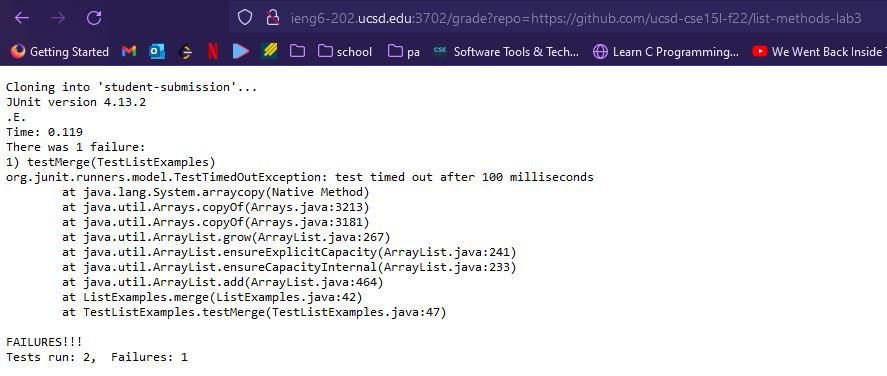 ieng6-202.ucsd.edu:3702/grade?repo=https://github.com/ucsd-cse15l-f22/list-methods-lab3
Getting Started school pa CSE Software Tools & Tech... Learn C Programming... We Went Back Inside
Cloning into 'student-submission'...
JUnit version 4.13.2
.E.
Time: 0.119
There was 1 failure:
1) testMerge(TestListExamples)
org.junit.runners.model.TestTimedOutException: test timed out after 100 milliseconds
        at java.lang.System.arraycopy(Native Method)
        at java.util.Arrays.copyOf(Arrays.java:3213)
        at java.util.Arrays.copyOf(Arrays.java:3181)
        at java.util.ArrayList.grow(ArrayList.java:267)
        at java.util.ArrayList.ensureExplicitCapacity(ArrayList.java:241)
        at java.util.ArrayList.ensureCapacityInternal(ArrayList.java:233)
        at java.util.ArrayList.add(ArrayList.java:464)
        at ListExamples.merge(ListExamples.java:42)
        at TestListExamples.testMerge(TestListExamples.java:47)
FAILURES!!!
Tests run: 2,  Failures: 1